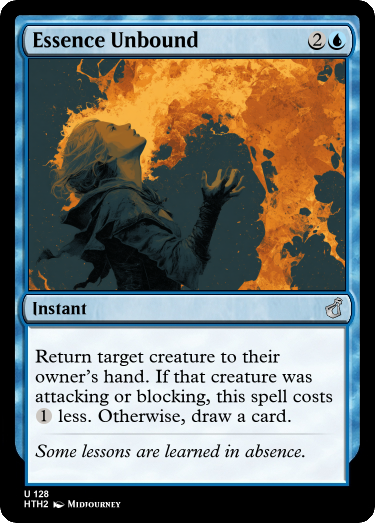 Essence Unbound 2
Instant
Return target creature to their
owner's hand. If that creature was
attacking or blocking, this spell costs
1 less. Otherwise, draw a card.
Some lessons are learned in absence.
U 128
HTH2 Midjourney